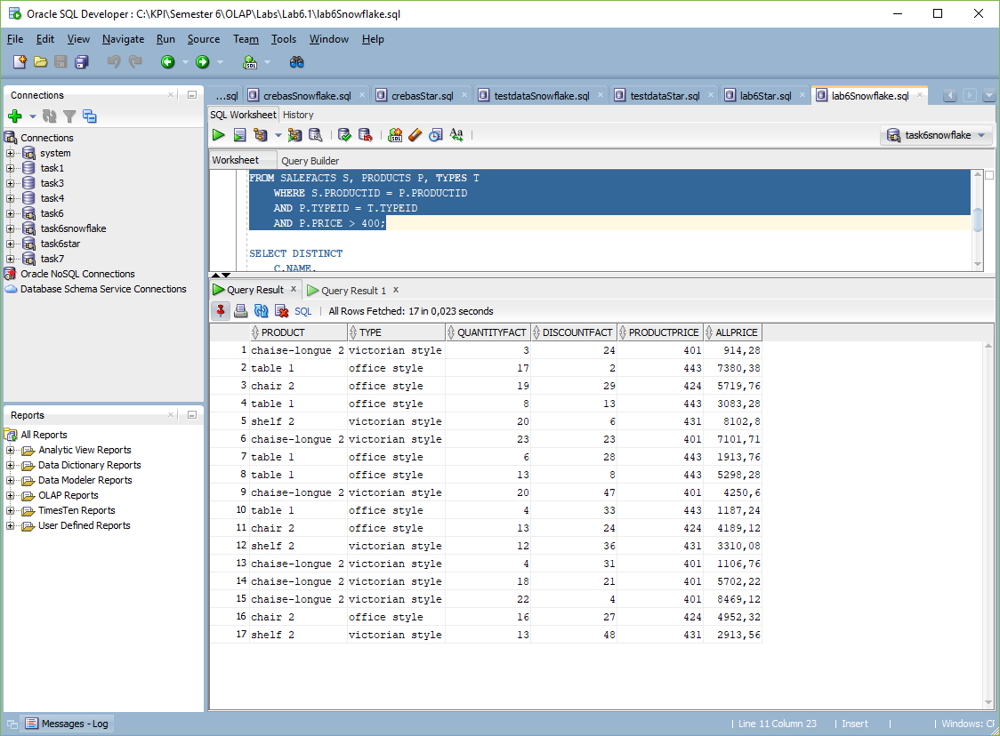 Oracle SQL Developer : C:\KPI\Semester 6\OLAP\Labs\Lab6.1\lab6Snowflake.sql
File Edit View Navigate Run Source Team Tools Window Help
Connections
Connections
system
task1
task3
task4
task6
task6snowflake
task6star
task7
Oracle NoSQL Connections
Database Schema Service Connections
Reports
All Reports
Analytic View Reports
Data Dictionary Reports
Data Modeler Reports
OLAP Reports
TimesTen Reports
User Defined Reports
...sql crebasSnowflake.sql crebasStar.sql testdataSnowflake.sql testdataStar.sql lab6Star.sql lab6Snowflake.sql
SQL Worksheet History
task6snowflake
Worksheet Query Builder
FROM SALEFACTS S, PRODUCTS P, TYPES T
WHERE S.PRODUCTID = P.PRODUCTID
AND P.TYPEID = T.TYPEID
AND P.PRICE > 400;
SELECT DISTINCT
C.NAME,
Query Result x Query Result 1 x
SQL | All Rows Fetched: 17 in 0,023 seconds
PRODUCT TYPE QUANTITYFACT DISCOUNTFACT PRODUCTPRICE ALLPRICE
1 chaise-longue 2 victorian style 3 24 401 914,28
2 table 1 office style 17 2 443 7380,38
3 chair 2 office style 19 29 424 5719,76
4 table 1 office style 8 13 443 3083,28
5 shelf 2 victorian style 20 6 431 8102,8
6 chaise-longue 2 victorian style 23 23 401 7101,71
7 table 1 office style 6 28 443 1913,76
8 table 1 office style 13 8 443 5298,28
9 chaise-longue 2 victorian style 20 47 401 4250,6
10 table 1 office style 4 33 443 1187,24
11 chair 2 office style 13 24 424 4189,12
12 shelf 2 victorian style 12 36 431 3310,08
13 chaise-longue 2 victorian style 4 31 401 1106,76
14 chaise-longue 2 victorian style 18 21 401 5702,22
15 chaise-longue 2 victorian style 22 4 401 8469,12
16 chair 2 office style 16 27 424 4952,32
17 shelf 2 victorian style 13 48 431 2913,56
Messages - Log
Line 11 Column 23 | Insert | | Windows: CF